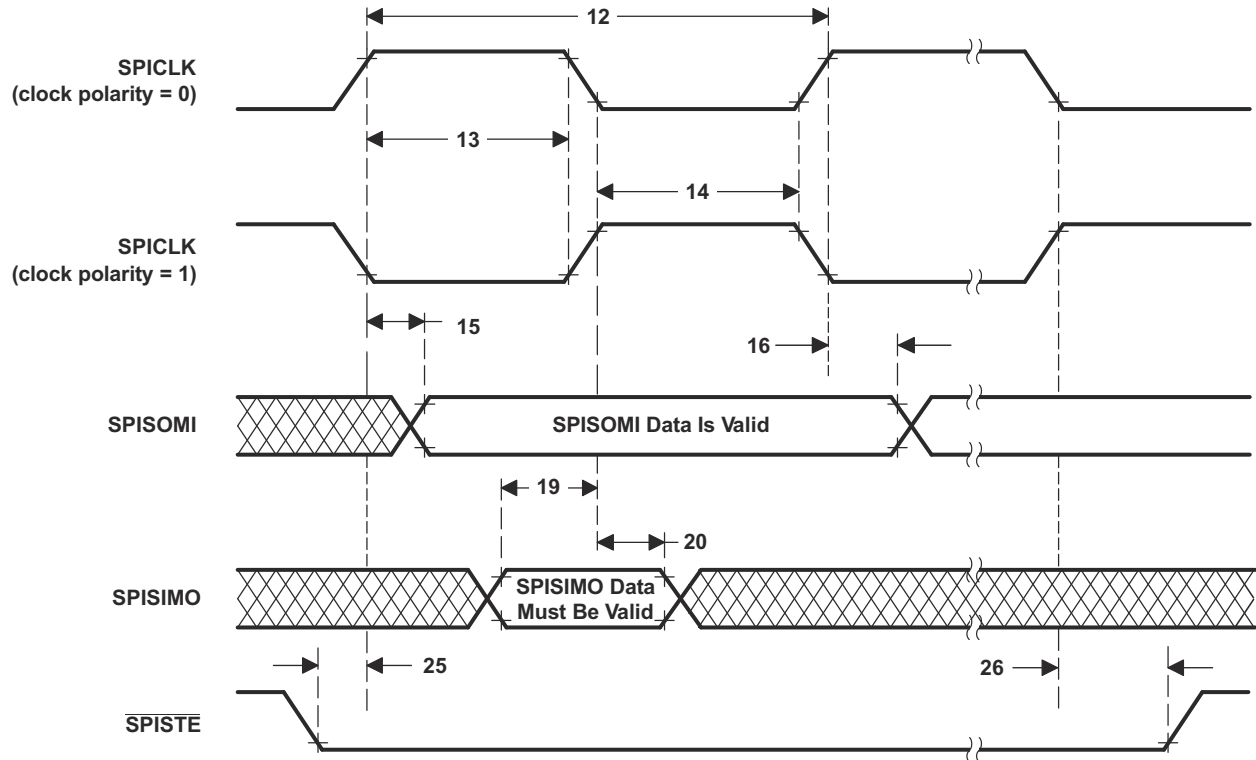 12
SPICLK
(clock polarity = 0)
13
14
SPICLK
(clock polarity = 1)
15
16
SPISOMI
SPISOMI Data Is Valid
19
20
SPISIMO
SPISIMO Data
Must Be Valid
25
26
SPISTE